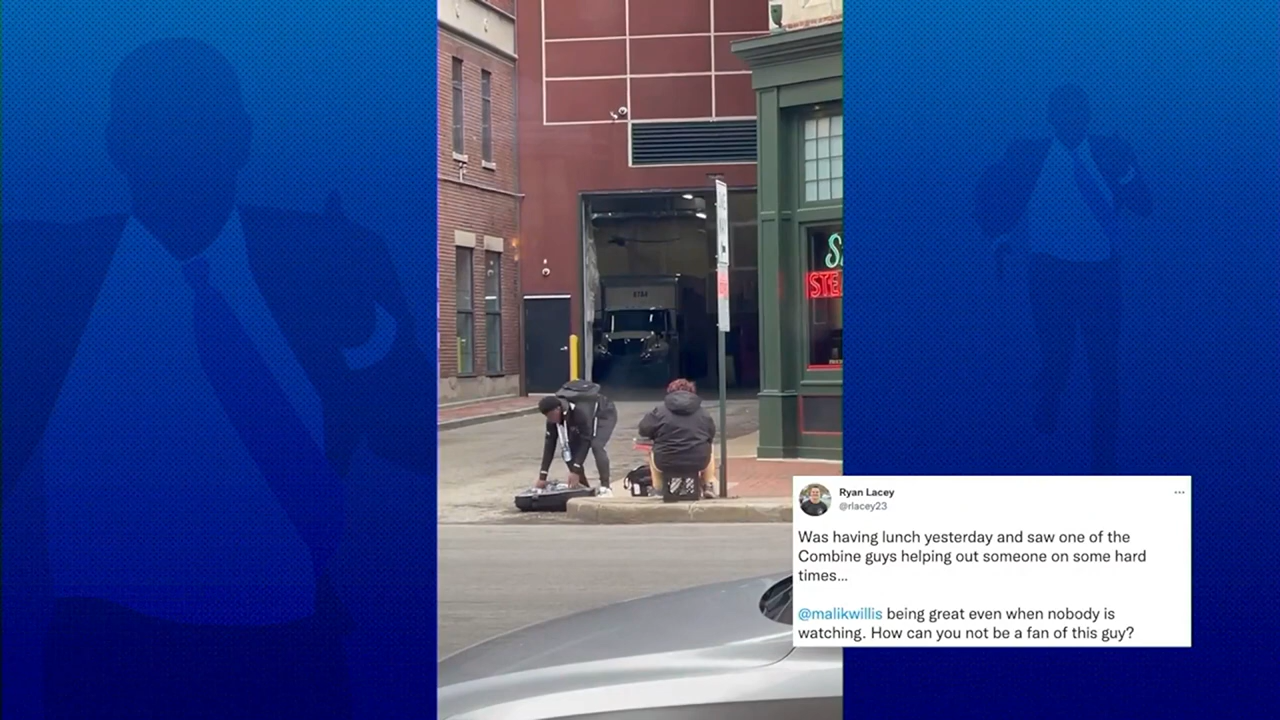 STE
Ryan Lacey
@rlacey23
Was having lunch yesterday and saw one of the
Combine guys helping out someone on some hard
times...
@malikwillis being great even when nobody is
watching. How can you not be a fan of this guy?